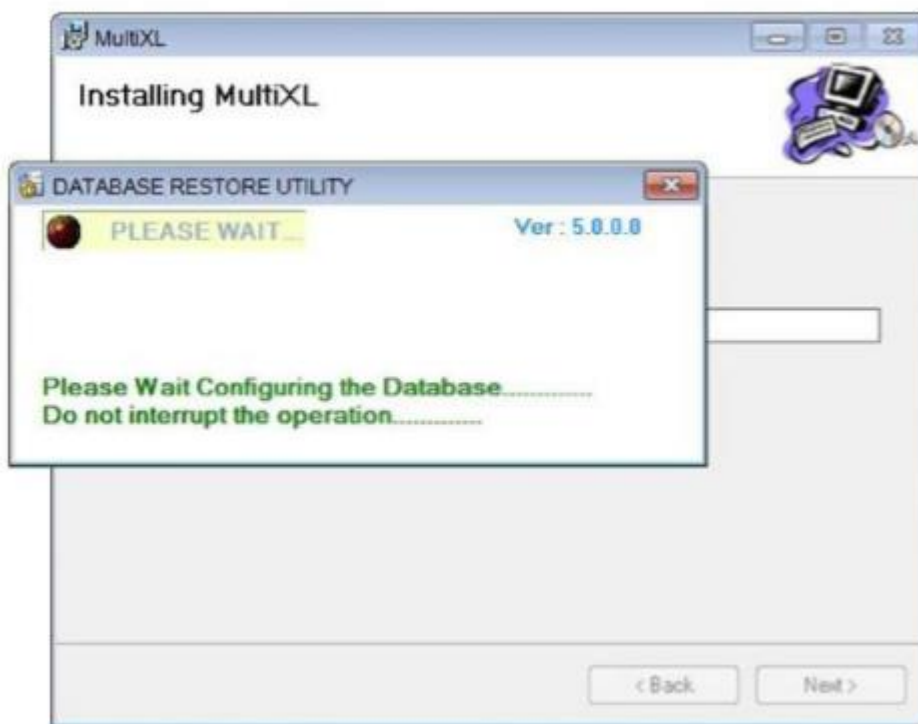 MultiXL
Installing MultiXL
DATABASE RESTORE UTILITY
PLEASE WAIT...
Ver : 5.0.0.0
Please Wait Configuring the Database.............
Do not interrupt the operation.............
< Back
Next >